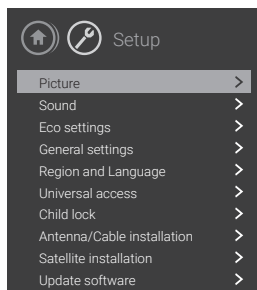 Setup
Picture
Sound
Eco settings
General settings
Region and Language
Universal access
Child lock
Antenna/Cable installation
Satellite installation
Update software